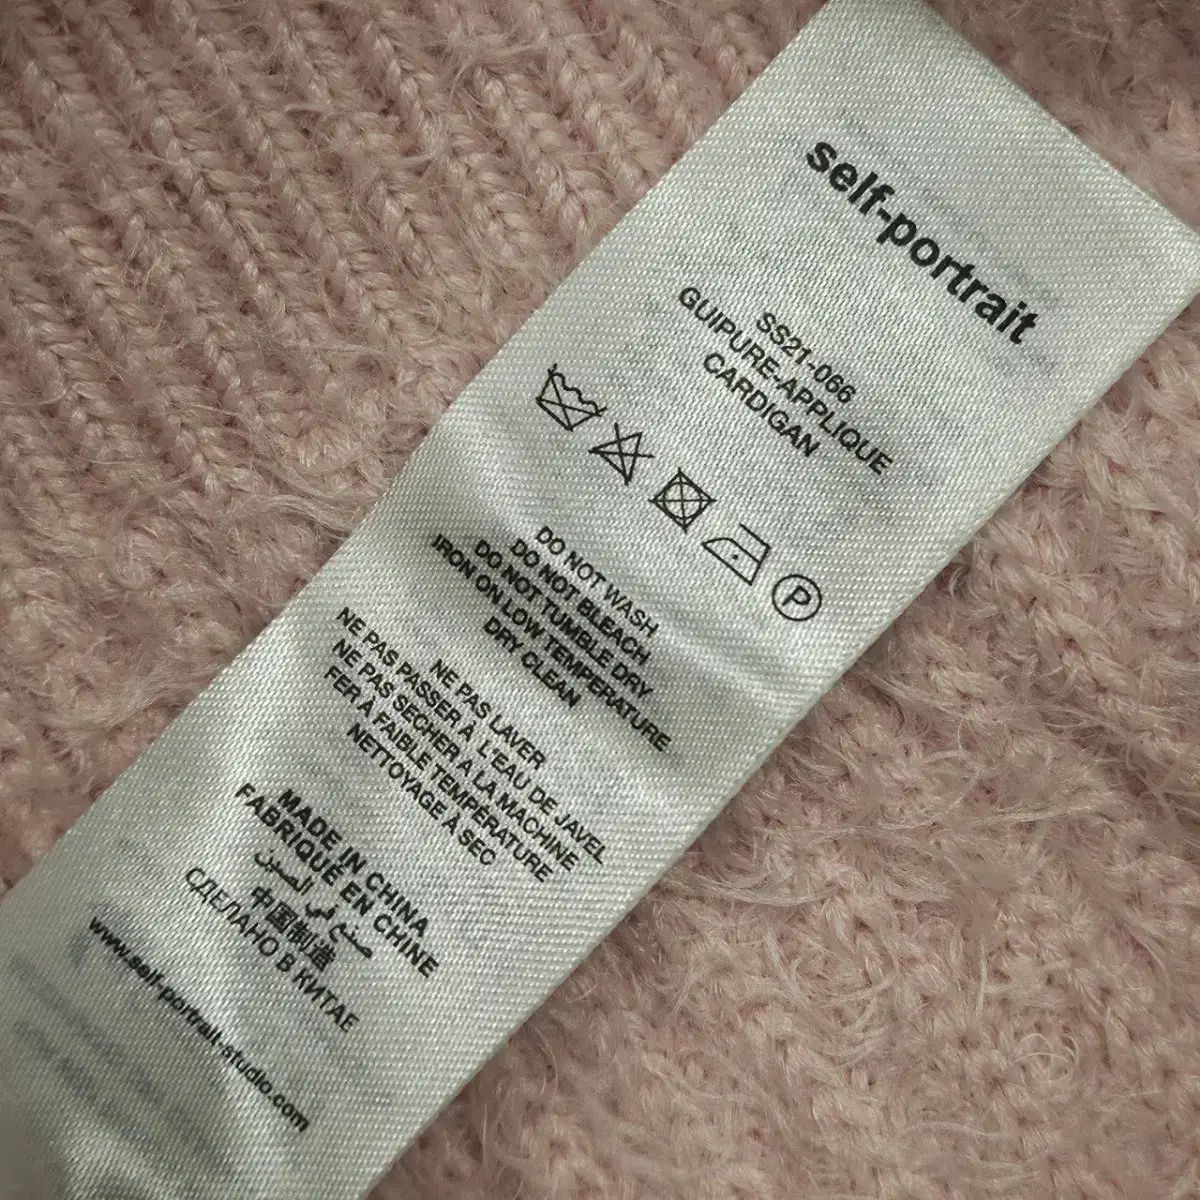 self-portrait
SS21-066
GUIPURE-APPLIQUE
CARDIGAN
P
DO NOT WASH
DO NOT BLEACH
DO NOT TUMBLE DRY
IRON ON LOW TEMPERATURE
DRY CLEAN
NE PAS LAVER
NE PAS PASSER À L'EAU DE JAVEL
NE PAS SECHER A LA MACHINE
FER À FAIBLE TEMPÉRATURE
NETTOYAGE À SEC
MADE IN CHINA
FABRIQUÉ EN CHINE
صنع في الصين
中国制造
СДЕЛАНО В КИТАЕ
www.self-portrait-studio.com